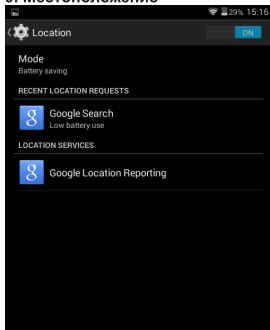 Местоположение
29% 15:16
Location
ON
Mode
Battery saving
RECENT LOCATION REQUESTS
Google Search
Low battery use
LOCATION SERVICES
Google Location Reporting